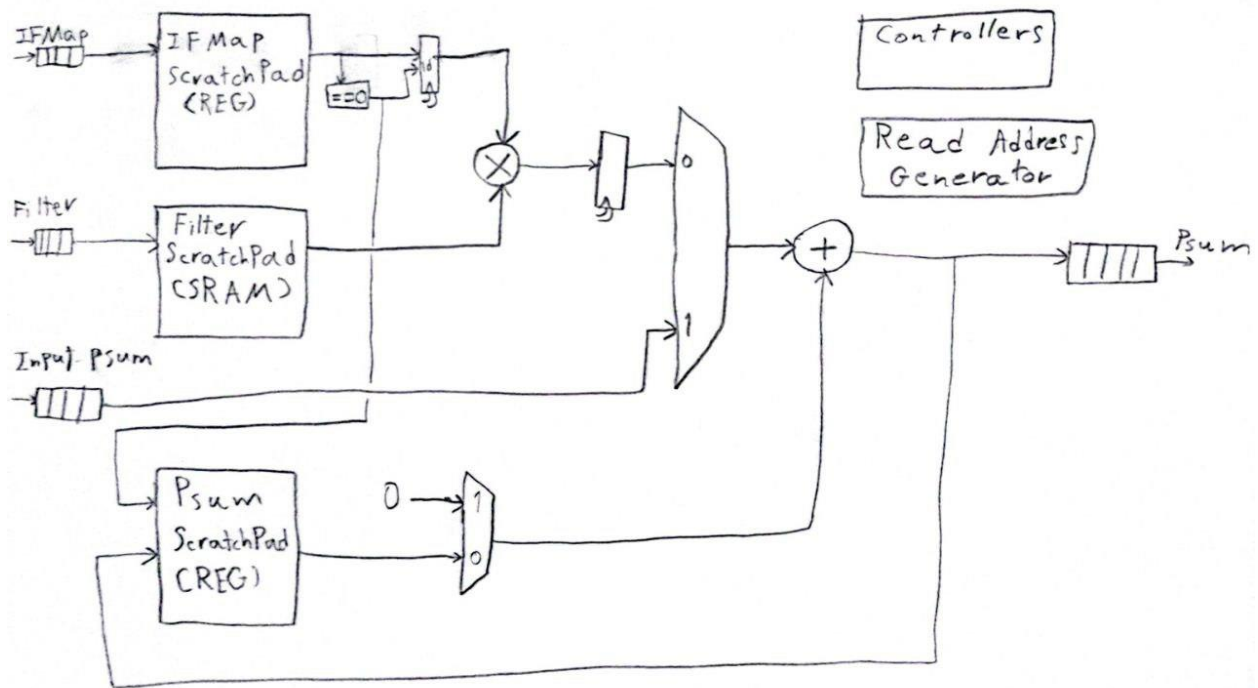 IFMap
IFMap
ScratchPad
(REG)
==0
Controllers
Read Address
Generator
Filter
Filter
ScratchPad
(SRAM)
×
0
1
+
Psum
Input-Psum
Psum
ScratchPad
(REG)
0
1
0